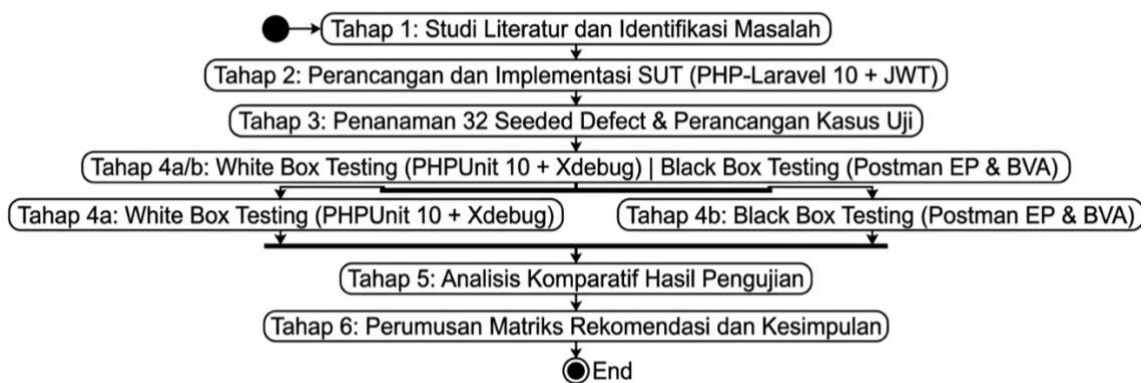 Tahap 1: Studi Literatur dan Identifikasi Masalah
Tahap 2: Perancangan dan Implementasi SUT (PHP-Laravel 10 + JWT)
Tahap 3: Penanaman 32 Seeded Defect & Perancangan Kasus Uji
Tahap 4a/b: White Box Testing (PHPUnit 10 + Xdebug) | Black Box Testing (Postman EP & BVA)
Tahap 4a: White Box Testing (PHPUnit 10 + Xdebug)
Tahap 4b: Black Box Testing (Postman EP & BVA)
Tahap 5: Analisis Komparatif Hasil Pengujian
Tahap 6: Perumusan Matriks Rekomendasi dan Kesimpulan
End